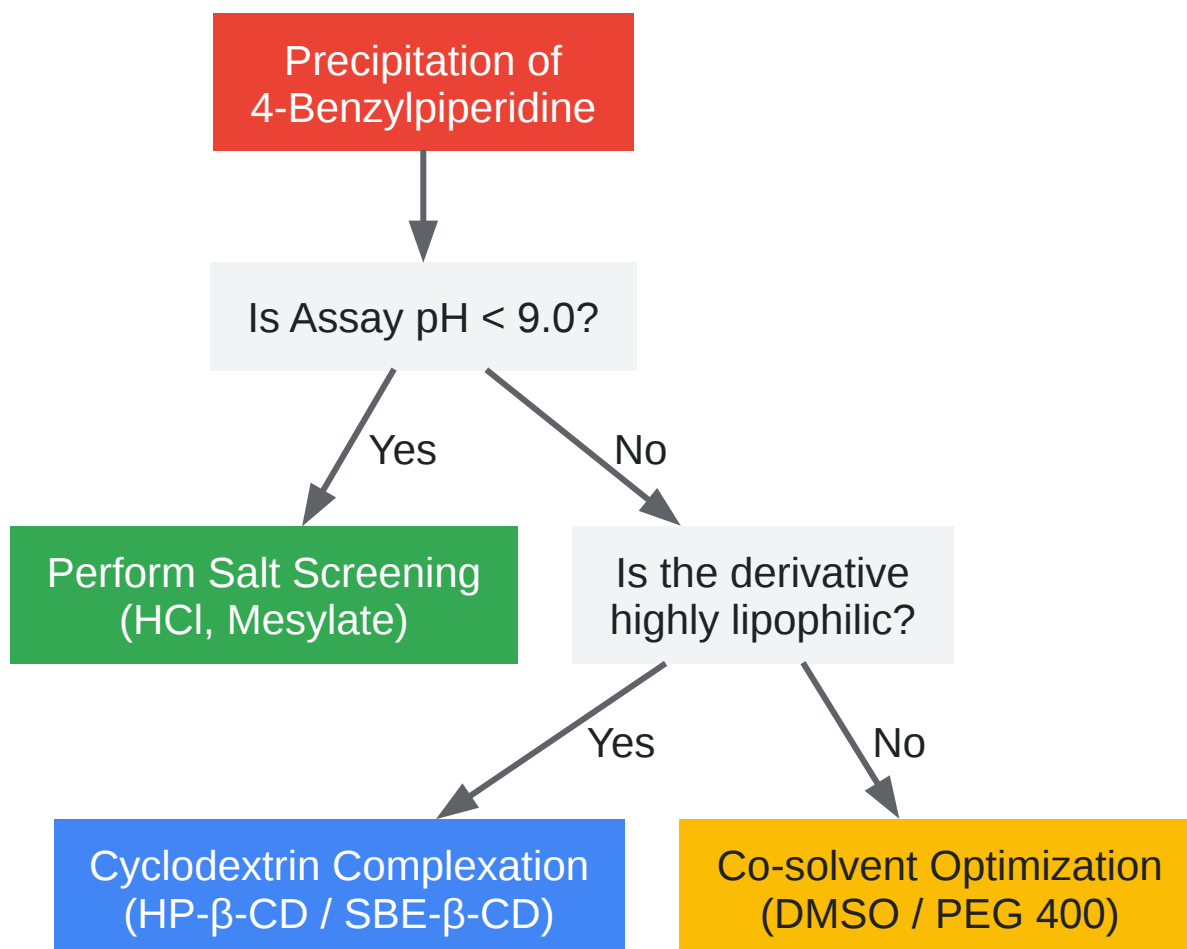 Precipitation of
4-Benzylpiperidine
Is Assay pH < 9.0?
Yes
No
Perform Salt Screening
(HCl, Mesylate)
Is the derivative
highly lipophilic?
Yes
No
Cyclodextrin Complexation
(HP-β-CD / SBE-β-CD)
Co-solvent Optimization
(DMSO / PEG 400)